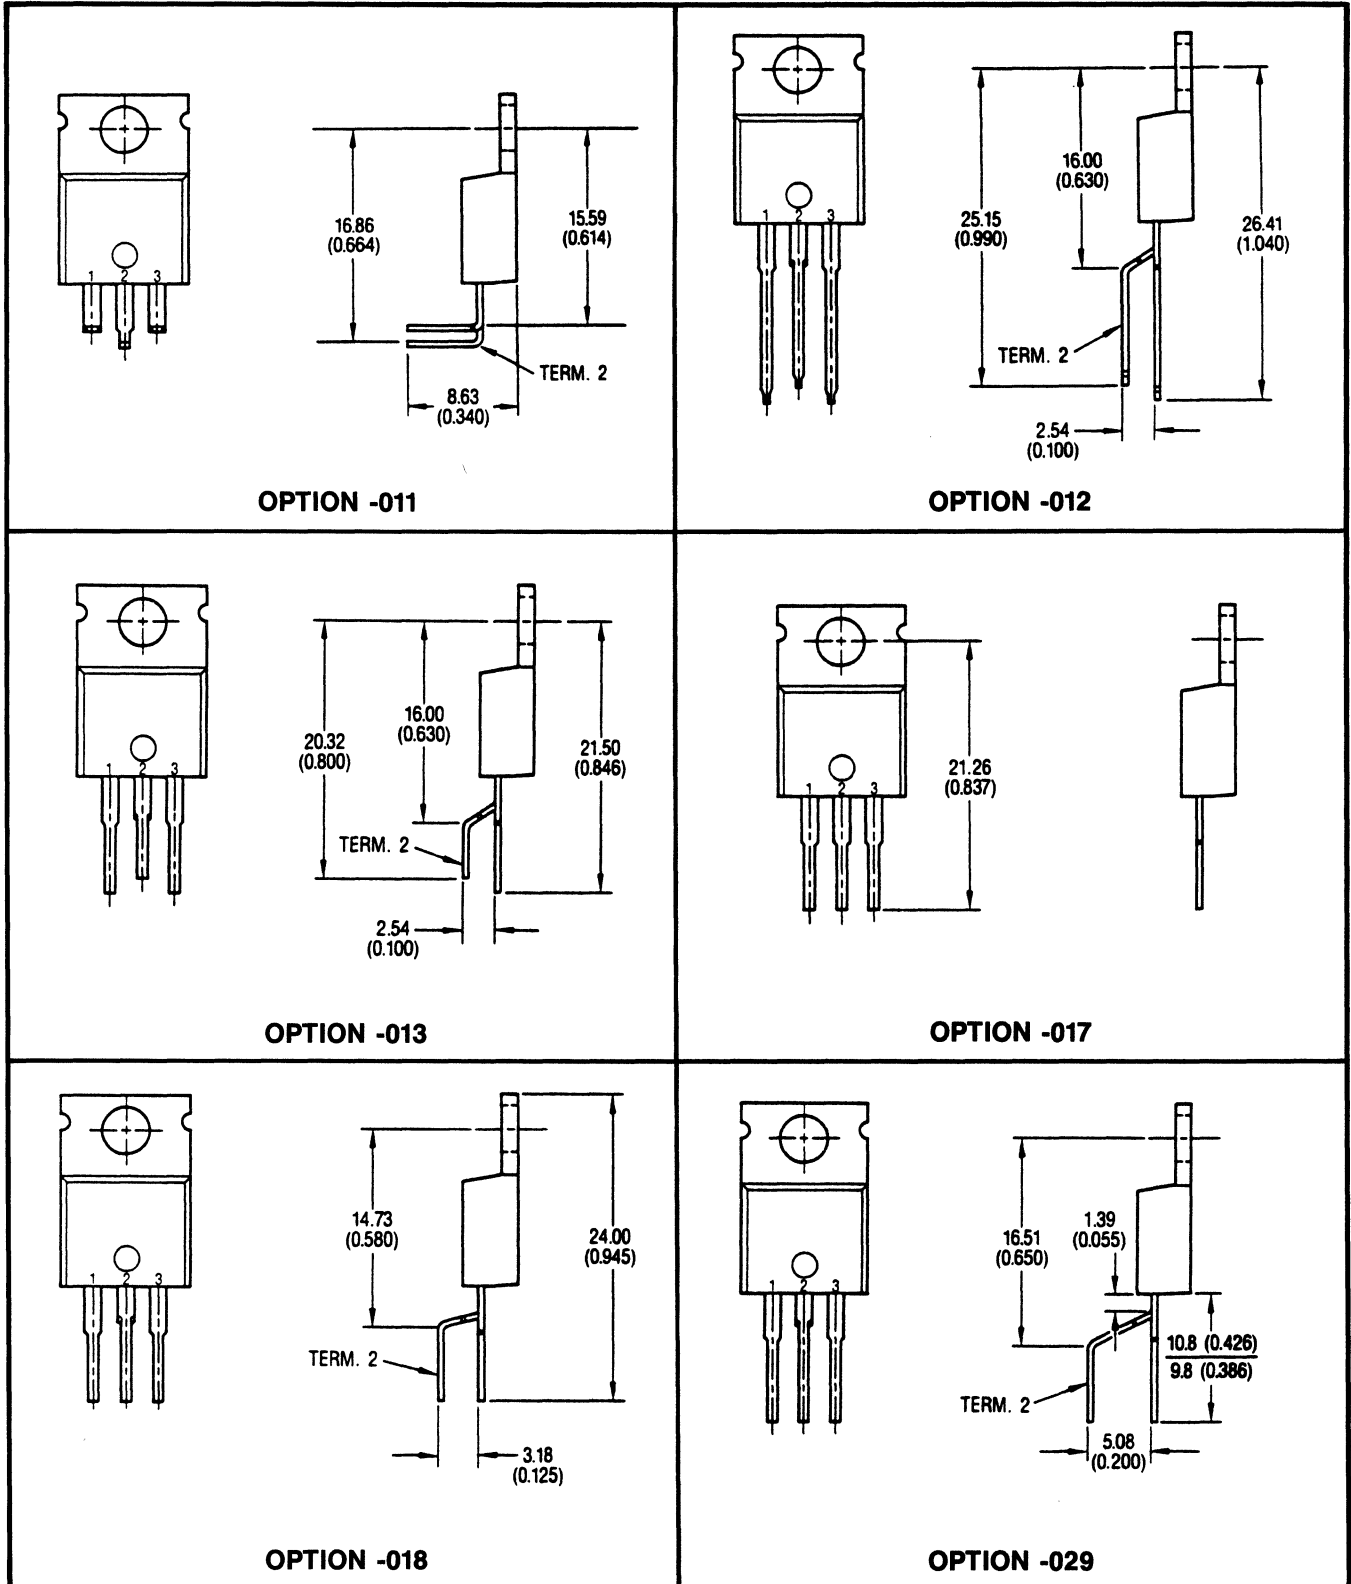 16.86
(0.664)
15.59
(0.614)
1 2 3
TERM. 2
8.63
(0.340)
OPTION -011
16.00
(0.630)
25.15
(0.990)
26.41
(1.040)
1 2 3
TERM. 2
2.54
(0.100)
OPTION -012
16.00
(0.630)
20.32
(0.800)
21.50
(0.846)
1 2 3
TERM. 2
2.54
(0.100)
OPTION -013
21.26
(0.837)
1 2 3
OPTION -017
14.73
(0.580)
24.00
(0.945)
1 2 3
TERM. 2
3.18
(0.125)
OPTION -018
1.39
(0.055)
16.51
(0.650)
1 2 3
10.8 (0.426)
9.8 (0.386)
TERM. 2
5.08
(0.200)
OPTION -029